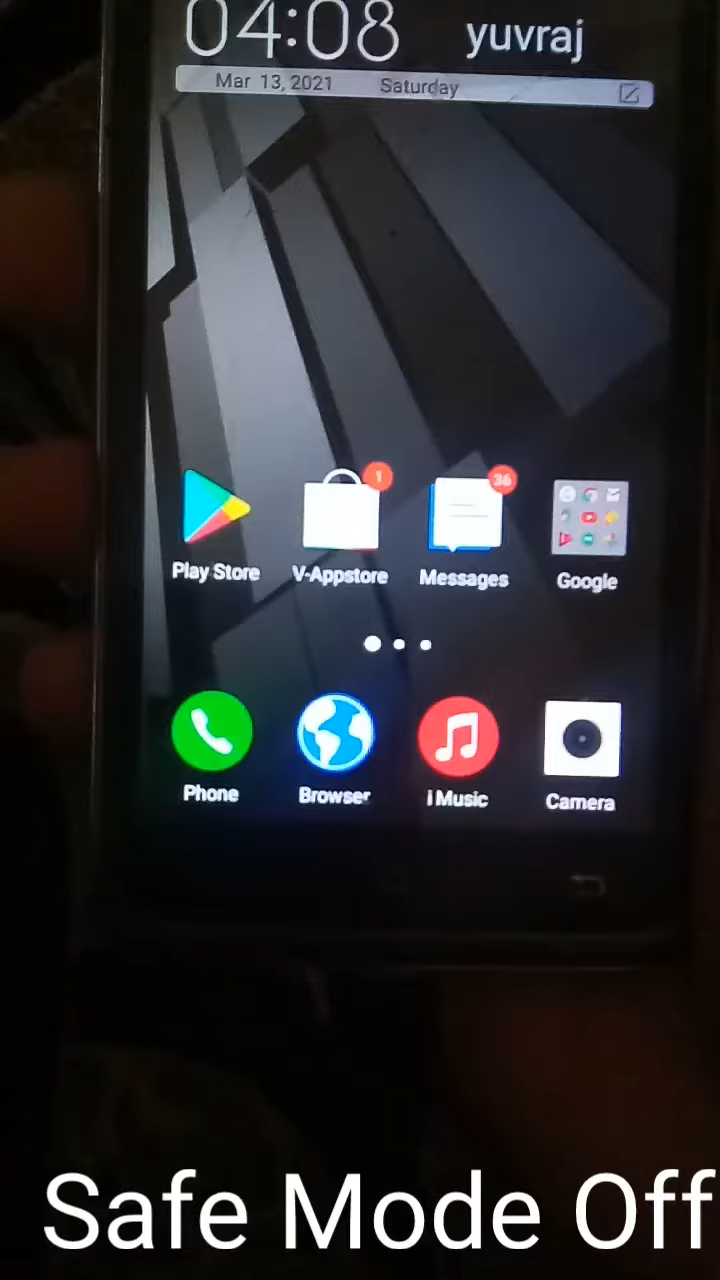 04:08 yuvraj
Mar 13, 2021 Saturday
1 36
Play Store V-Appstore Messages Google
Phone Browser i Music Camera
Safe Mode Off